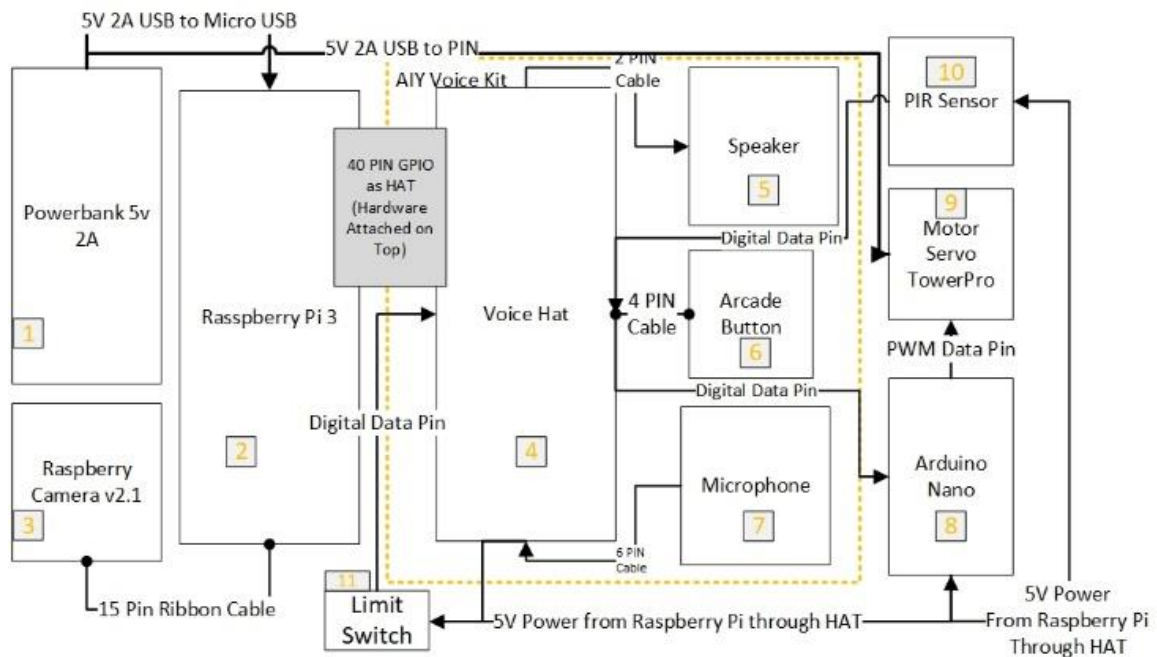 5V 2A USB to Micro USB
5V 2A USB to PIN
2 PIN
Cable
AIY Voice Kit
10
PIR Sensor
Powerbank 5v
2A
1
40 PIN GPIO
as HAT
(Hardware
Attached on
Top)
Speaker
5
Digital Data Pin
9
Motor
Servo
TowerPro
Rasspberry Pi 3
2
Voice Hat
4
4 PIN
Cable
Arcade
Button
6
PWM Data Pin
Digital Data Pin
Digital Data Pin
Raspberry
Camera v2.1
3
Microphone
7
Arduino
Nano
8
6 PIN
Cable
11
Limit
Switch
15 Pin Ribbon Cable
5V Power from Raspberry Pi through HAT
5V Power
From Raspberry Pi
Through HAT